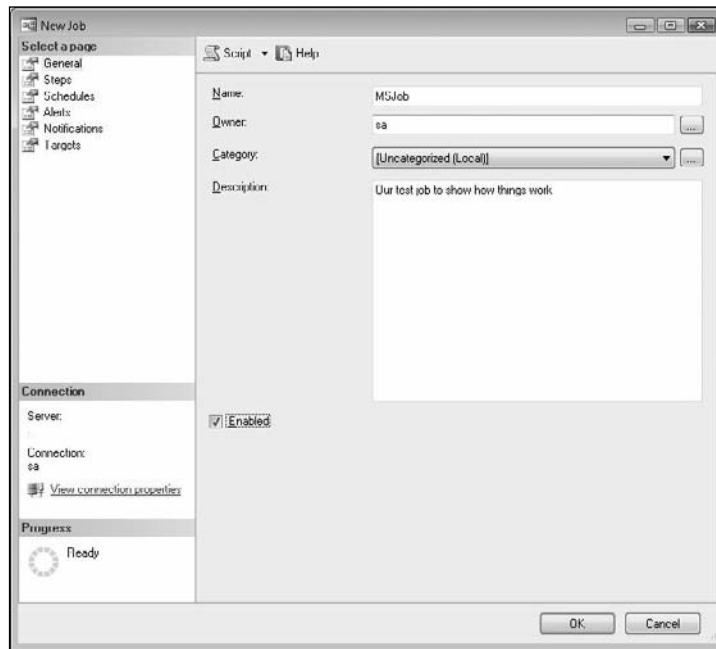 New Job
Select a page
General
Steps
Schedules
Alerts
Notifications
Targets
Script Help
Name: MSJob
Owner: sa ...
Category: [Uncategorized (Local)] ...
Description: Our test job to show how things work
Enabled
Connection
Server:
.
Connection:
sa
View connection properties
Progress
Ready
OK Cancel